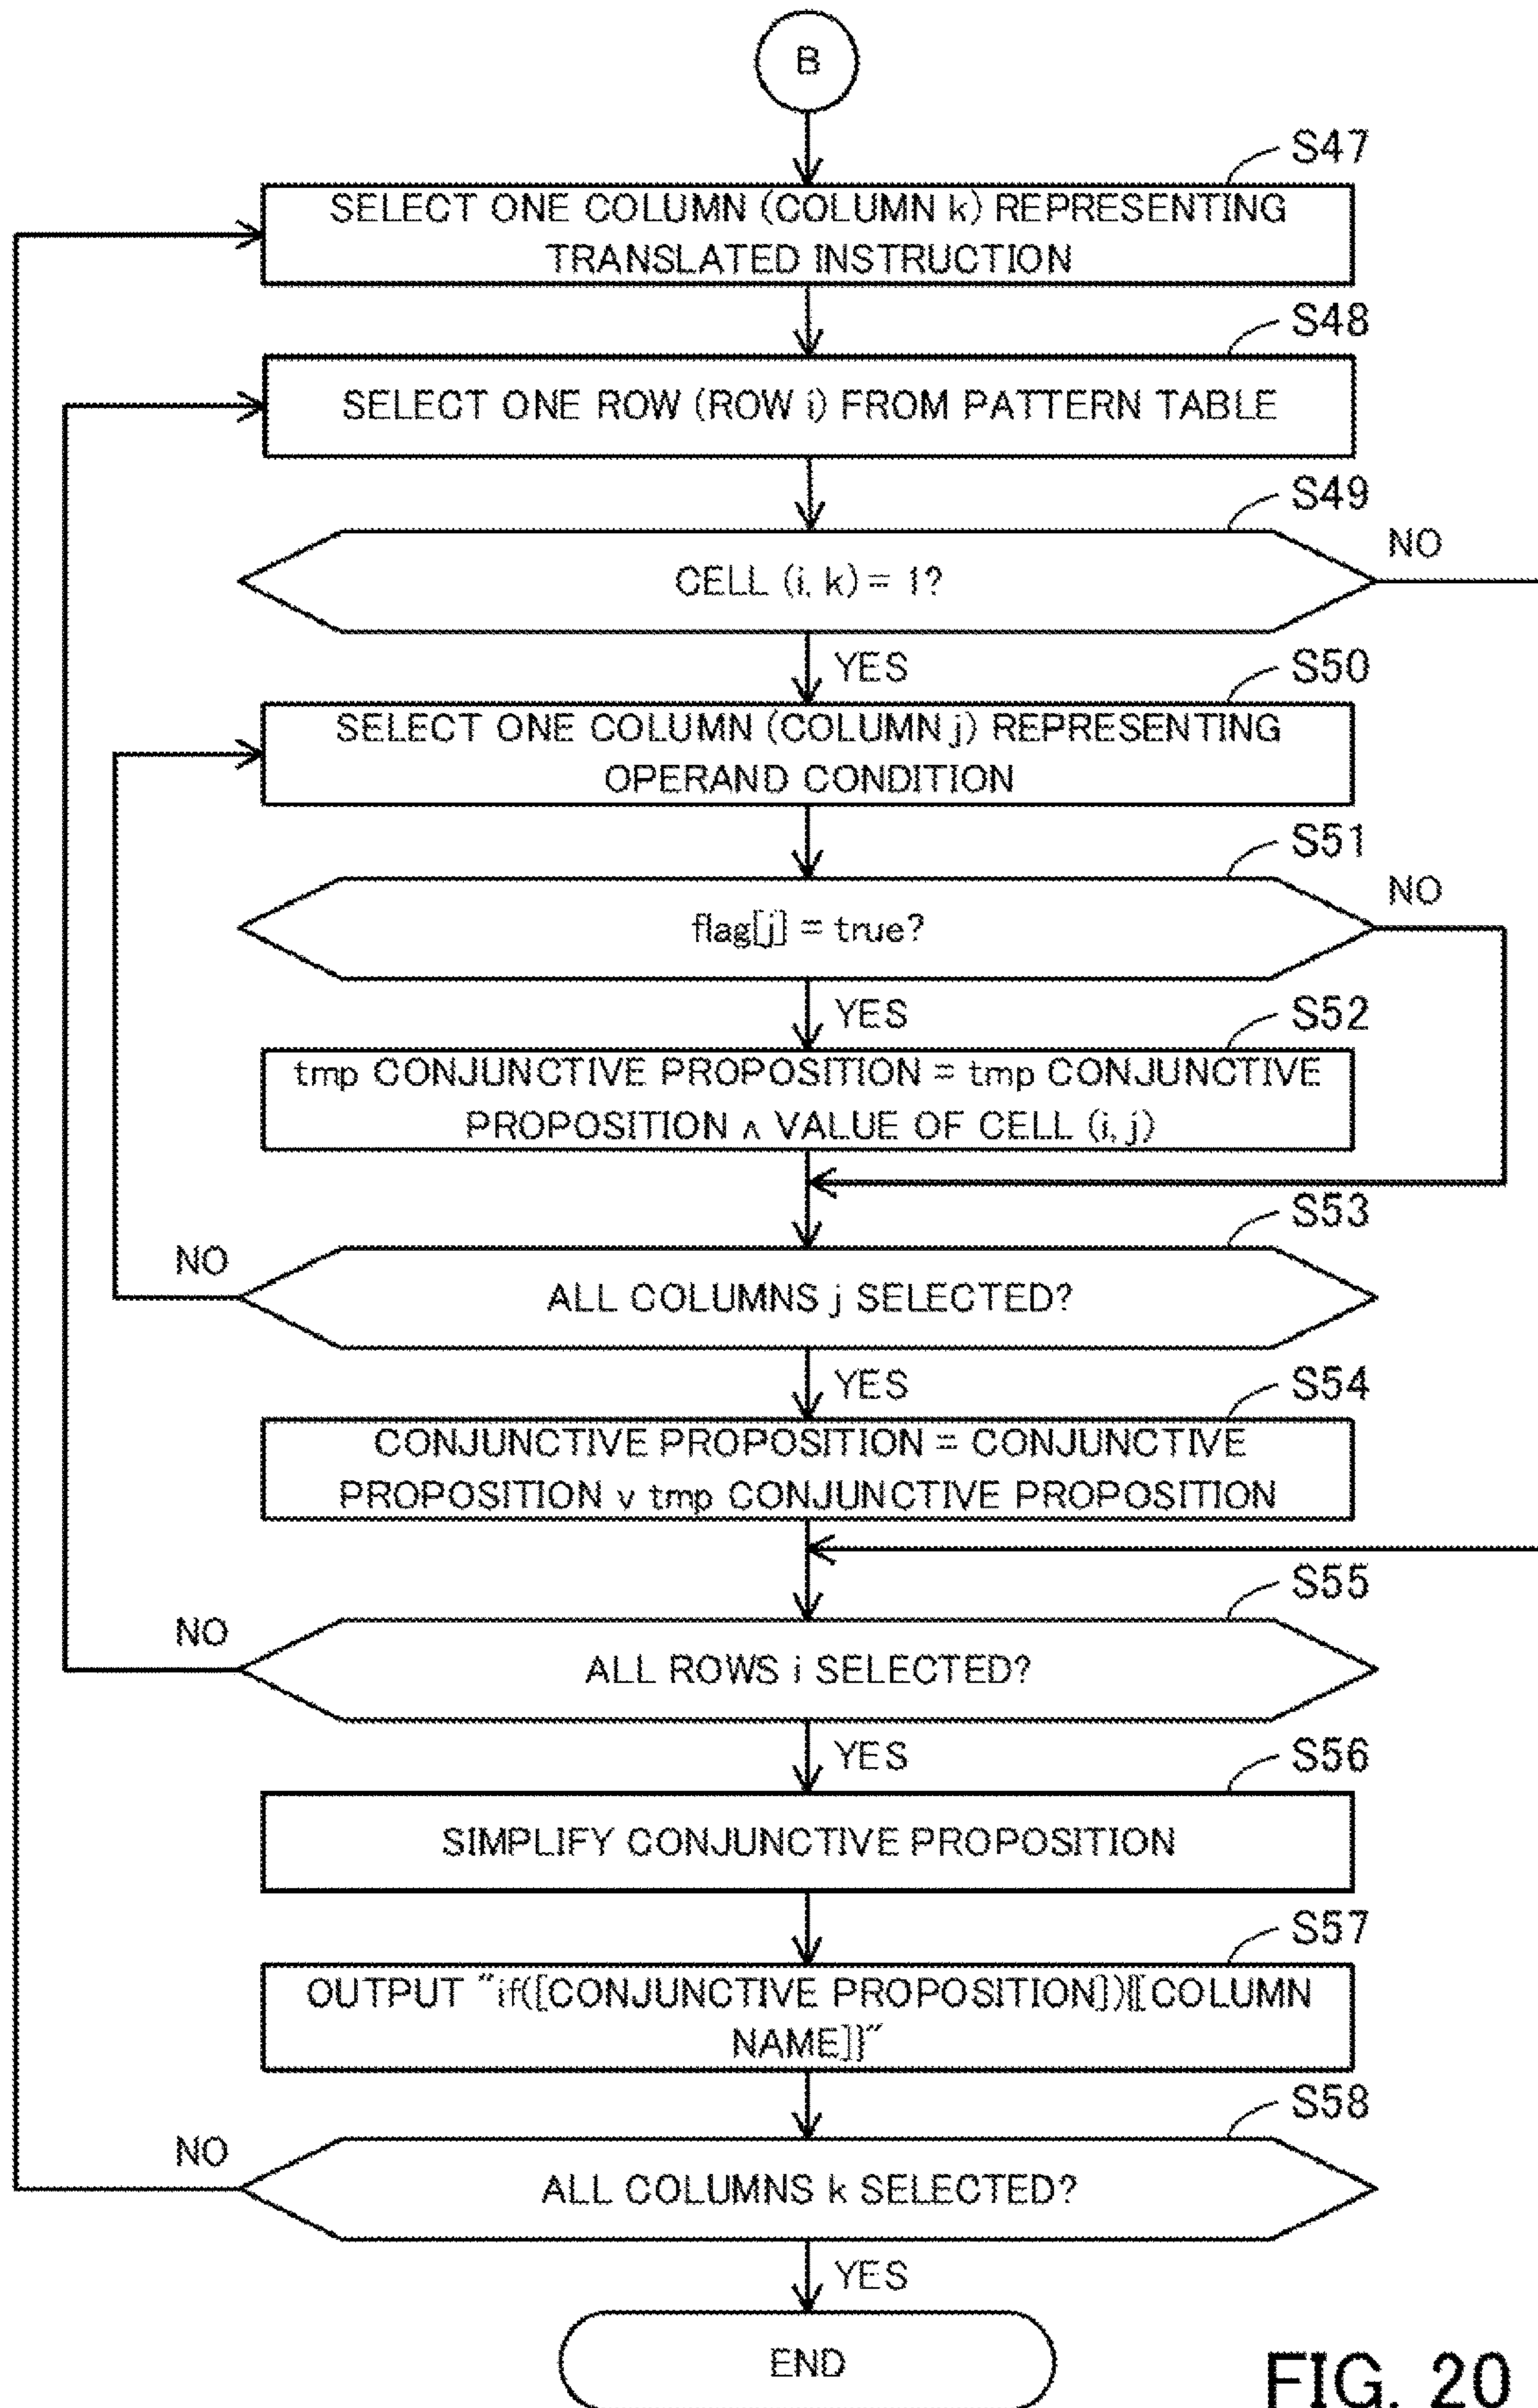 B
S47
SELECT ONE COLUMN (COLUMN k) REPRESENTING
TRANSLATED INSTRUCTION
S48
SELECT ONE ROW (ROW i) FROM PATTERN TABLE
S49
NO
CELL (i, k) = 1?
YES
S50
SELECT ONE COLUMN (COLUMN j) REPRESENTING
OPERAND CONDITION
S51
NO
flag[j] = true?
YES
S52
tmp CONJUNCTIVE PROPOSITION = tmp CONJUNCTIVE
PROPOSITION ∧ VALUE OF CELL (i, j)
S53
NO
ALL COLUMNS j SELECTED?
YES
S54
CONJUNCTIVE PROPOSITION = CONJUNCTIVE
PROPOSITION ∨ tmp CONJUNCTIVE PROPOSITION
S55
NO
ALL ROWS i SELECTED?
YES
S56
SIMPLIFY CONJUNCTIVE PROPOSITION
S57
OUTPUT "if([CONJUNCTIVE PROPOSITION]){[COLUMN
NAME]}"
S58
NO
ALL COLUMNS k SELECTED?
YES
END
FIG. 20